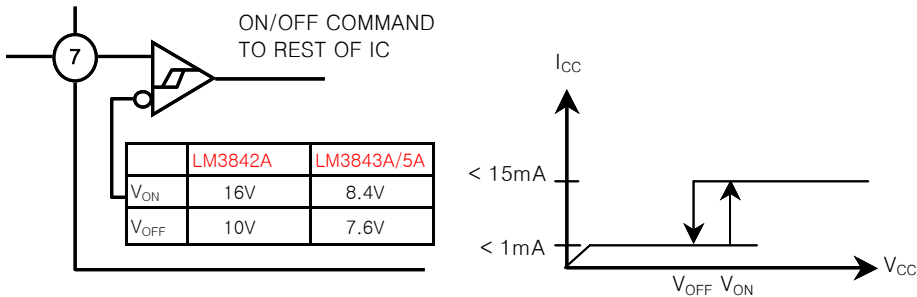 ON/OFF COMMAND
TO REST OF IC
7
LM3842A LM3843A/5A
VON 16V 8.4V
VOFF 10V 7.6V
ICC
< 15mA
< 1mA
VCC
VOFF VON